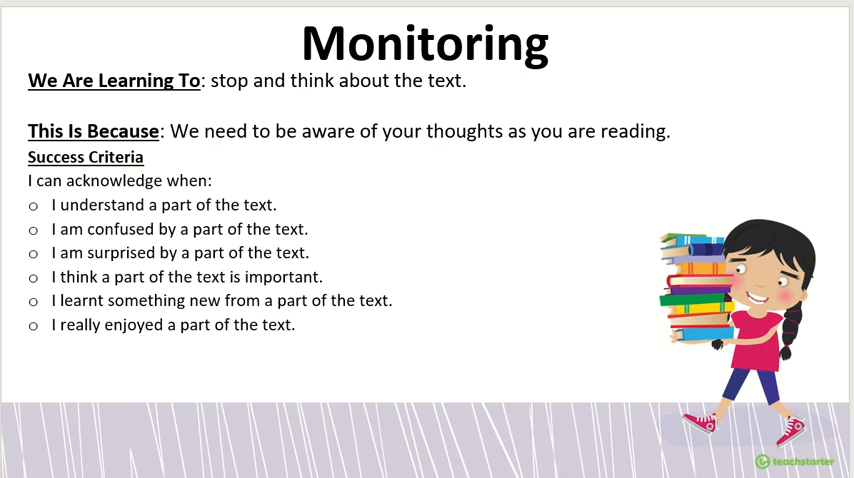 Monitoring
We Are Learning To: stop and think about the text.
This Is Because: We need to be aware of your thoughts as you are reading.
Success Criteria
I can acknowledge when:
o I understand a part of the text.
o I am confused by a part of the text.
o I am surprised by a part of the text.
o I think a part of the text is important.
o I learnt something new from a part of the text.
o I really enjoyed a part of the text.
teachstarter